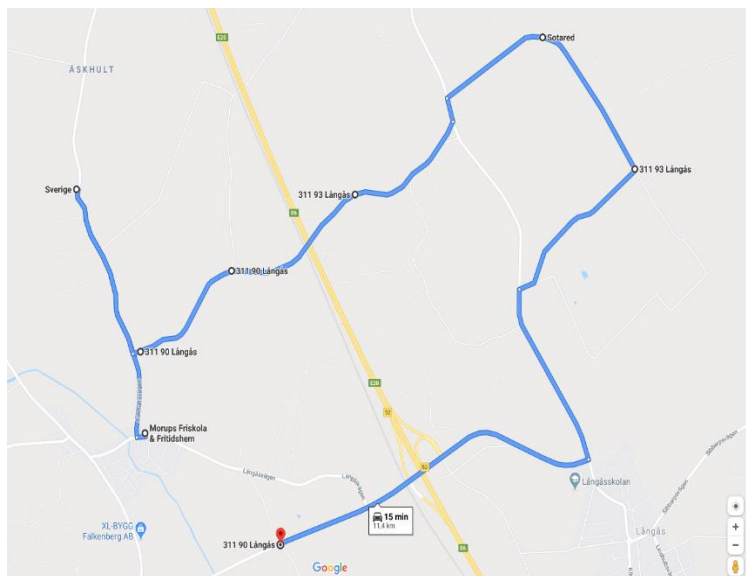 E20
Sotared
ÄSKHULT
311 93 Långås
Sverige
311 93 Långås
E6
311 90 Långås
311 90 Långås
E20
Morups Friskola
& Fritidshem
52
52
Långåsvägen
Långåsvägen
Långåsskolan
15 min
11.4 km
XL-BYGG
Falkenberg AB
311 90 Långås
E6
Långås
Google